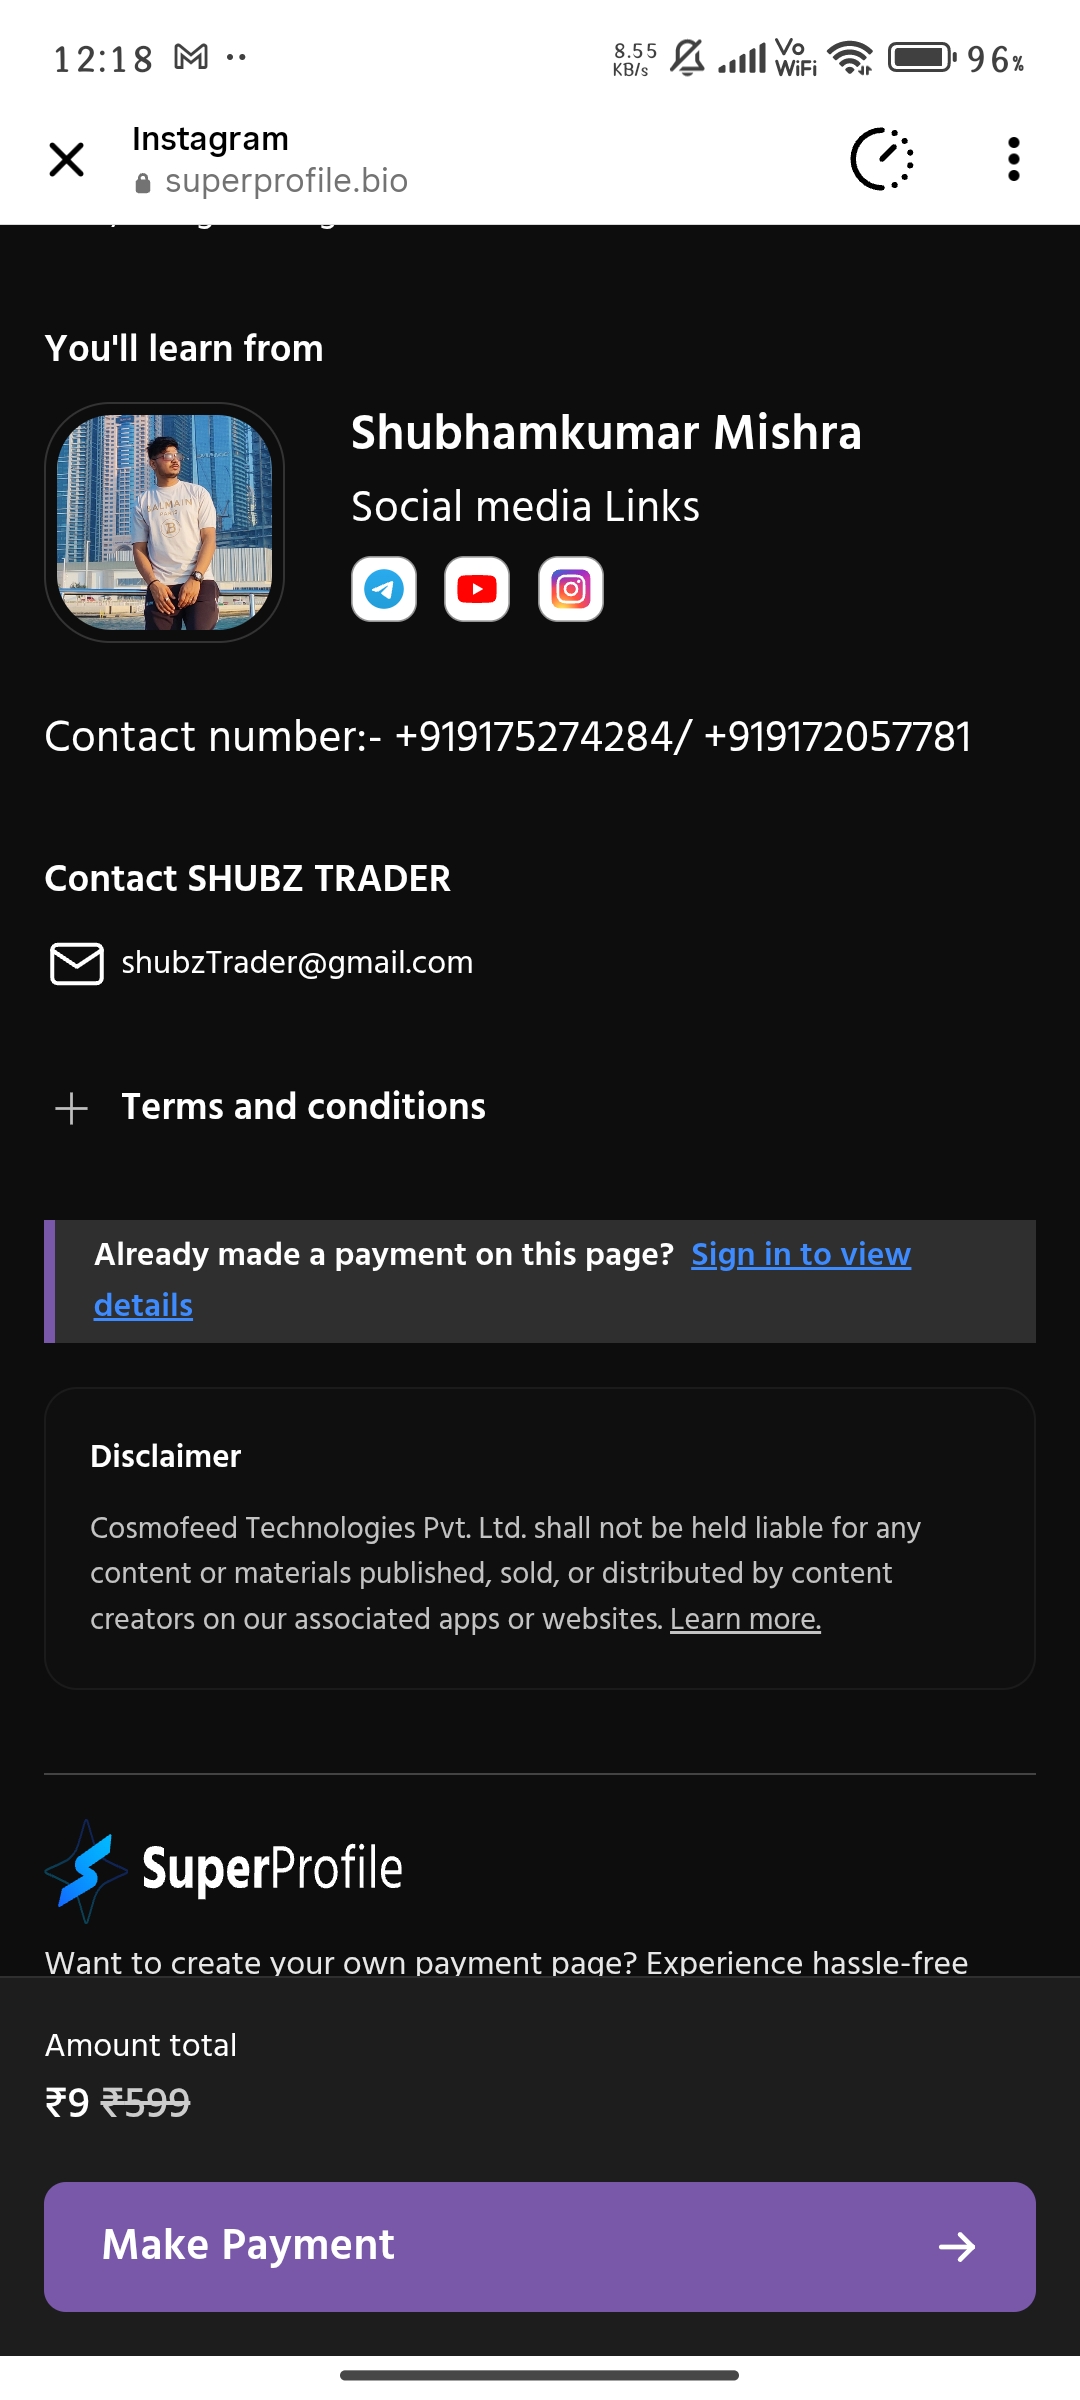 12:18
8.55
KB/s
Vo
WiFi
96%
Instagram
superprofile.bio
You'll learn from
Shubhamkumar Mishra
Social media Links
BALMAIN
PARIS
Contact number:- +919175274284/ +919172057781
Contact SHUBZ TRADER
shubzTrader@gmail.com
Terms and conditions
Already made a payment on this page? Sign in to view
details
Disclaimer
Cosmofeed Technologies Pvt. Ltd. shall not be held liable for any
content or materials published, sold, or distributed by content
creators on our associated apps or websites. Learn more.
SuperProfile
Want to create your own payment page? Experience hassle-free
Amount total
₹9 ₹599
Make Payment